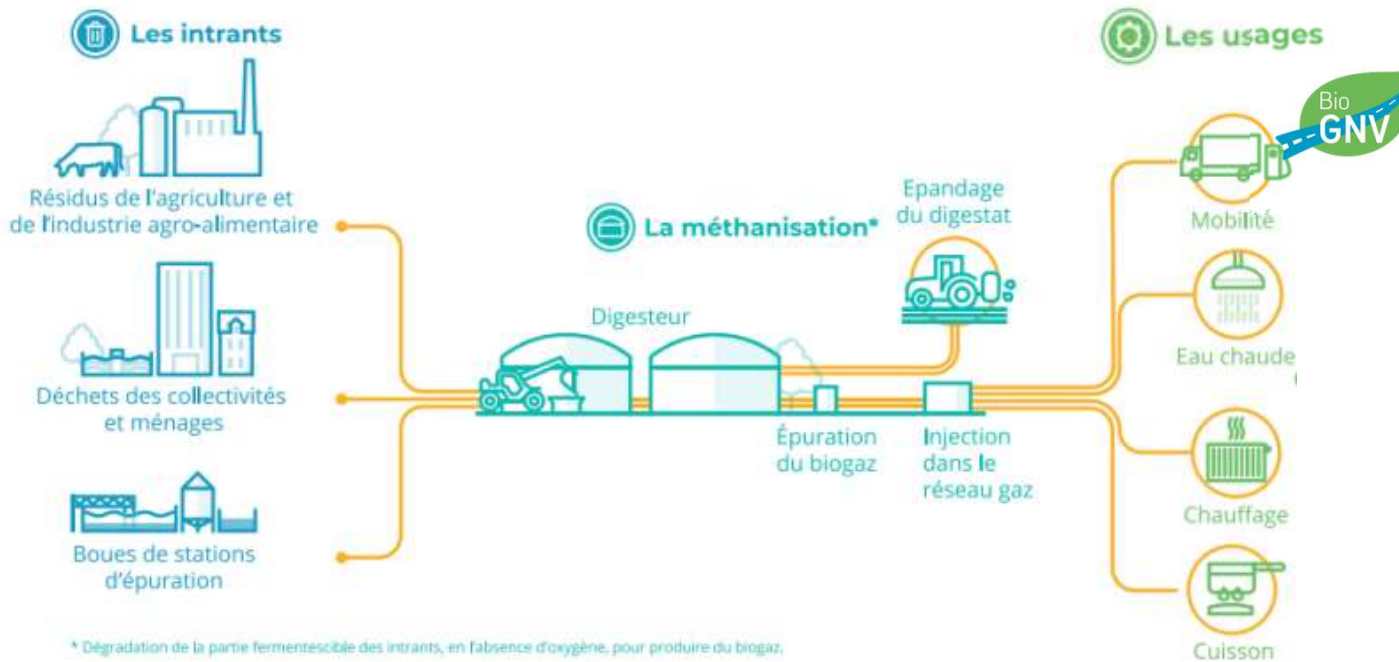 Les intrants
Résidus de l'agriculture et
de l'industrie agro-alimentaire
Déchets des collectivités
et ménages
Boues de stations
d'épuration
La méthanisation*
Digesteur
Epandage
du digestat
Épuration
du biogaz
Injection
dans le
réseau gaz
Les usages
Bio
GNV
Mobilité
Eau chaude
Chauffage
Cuisson
* Dégradation de la partie fermentescible des intrants, en l'absence d'oxygène, pour produire du biogaz.